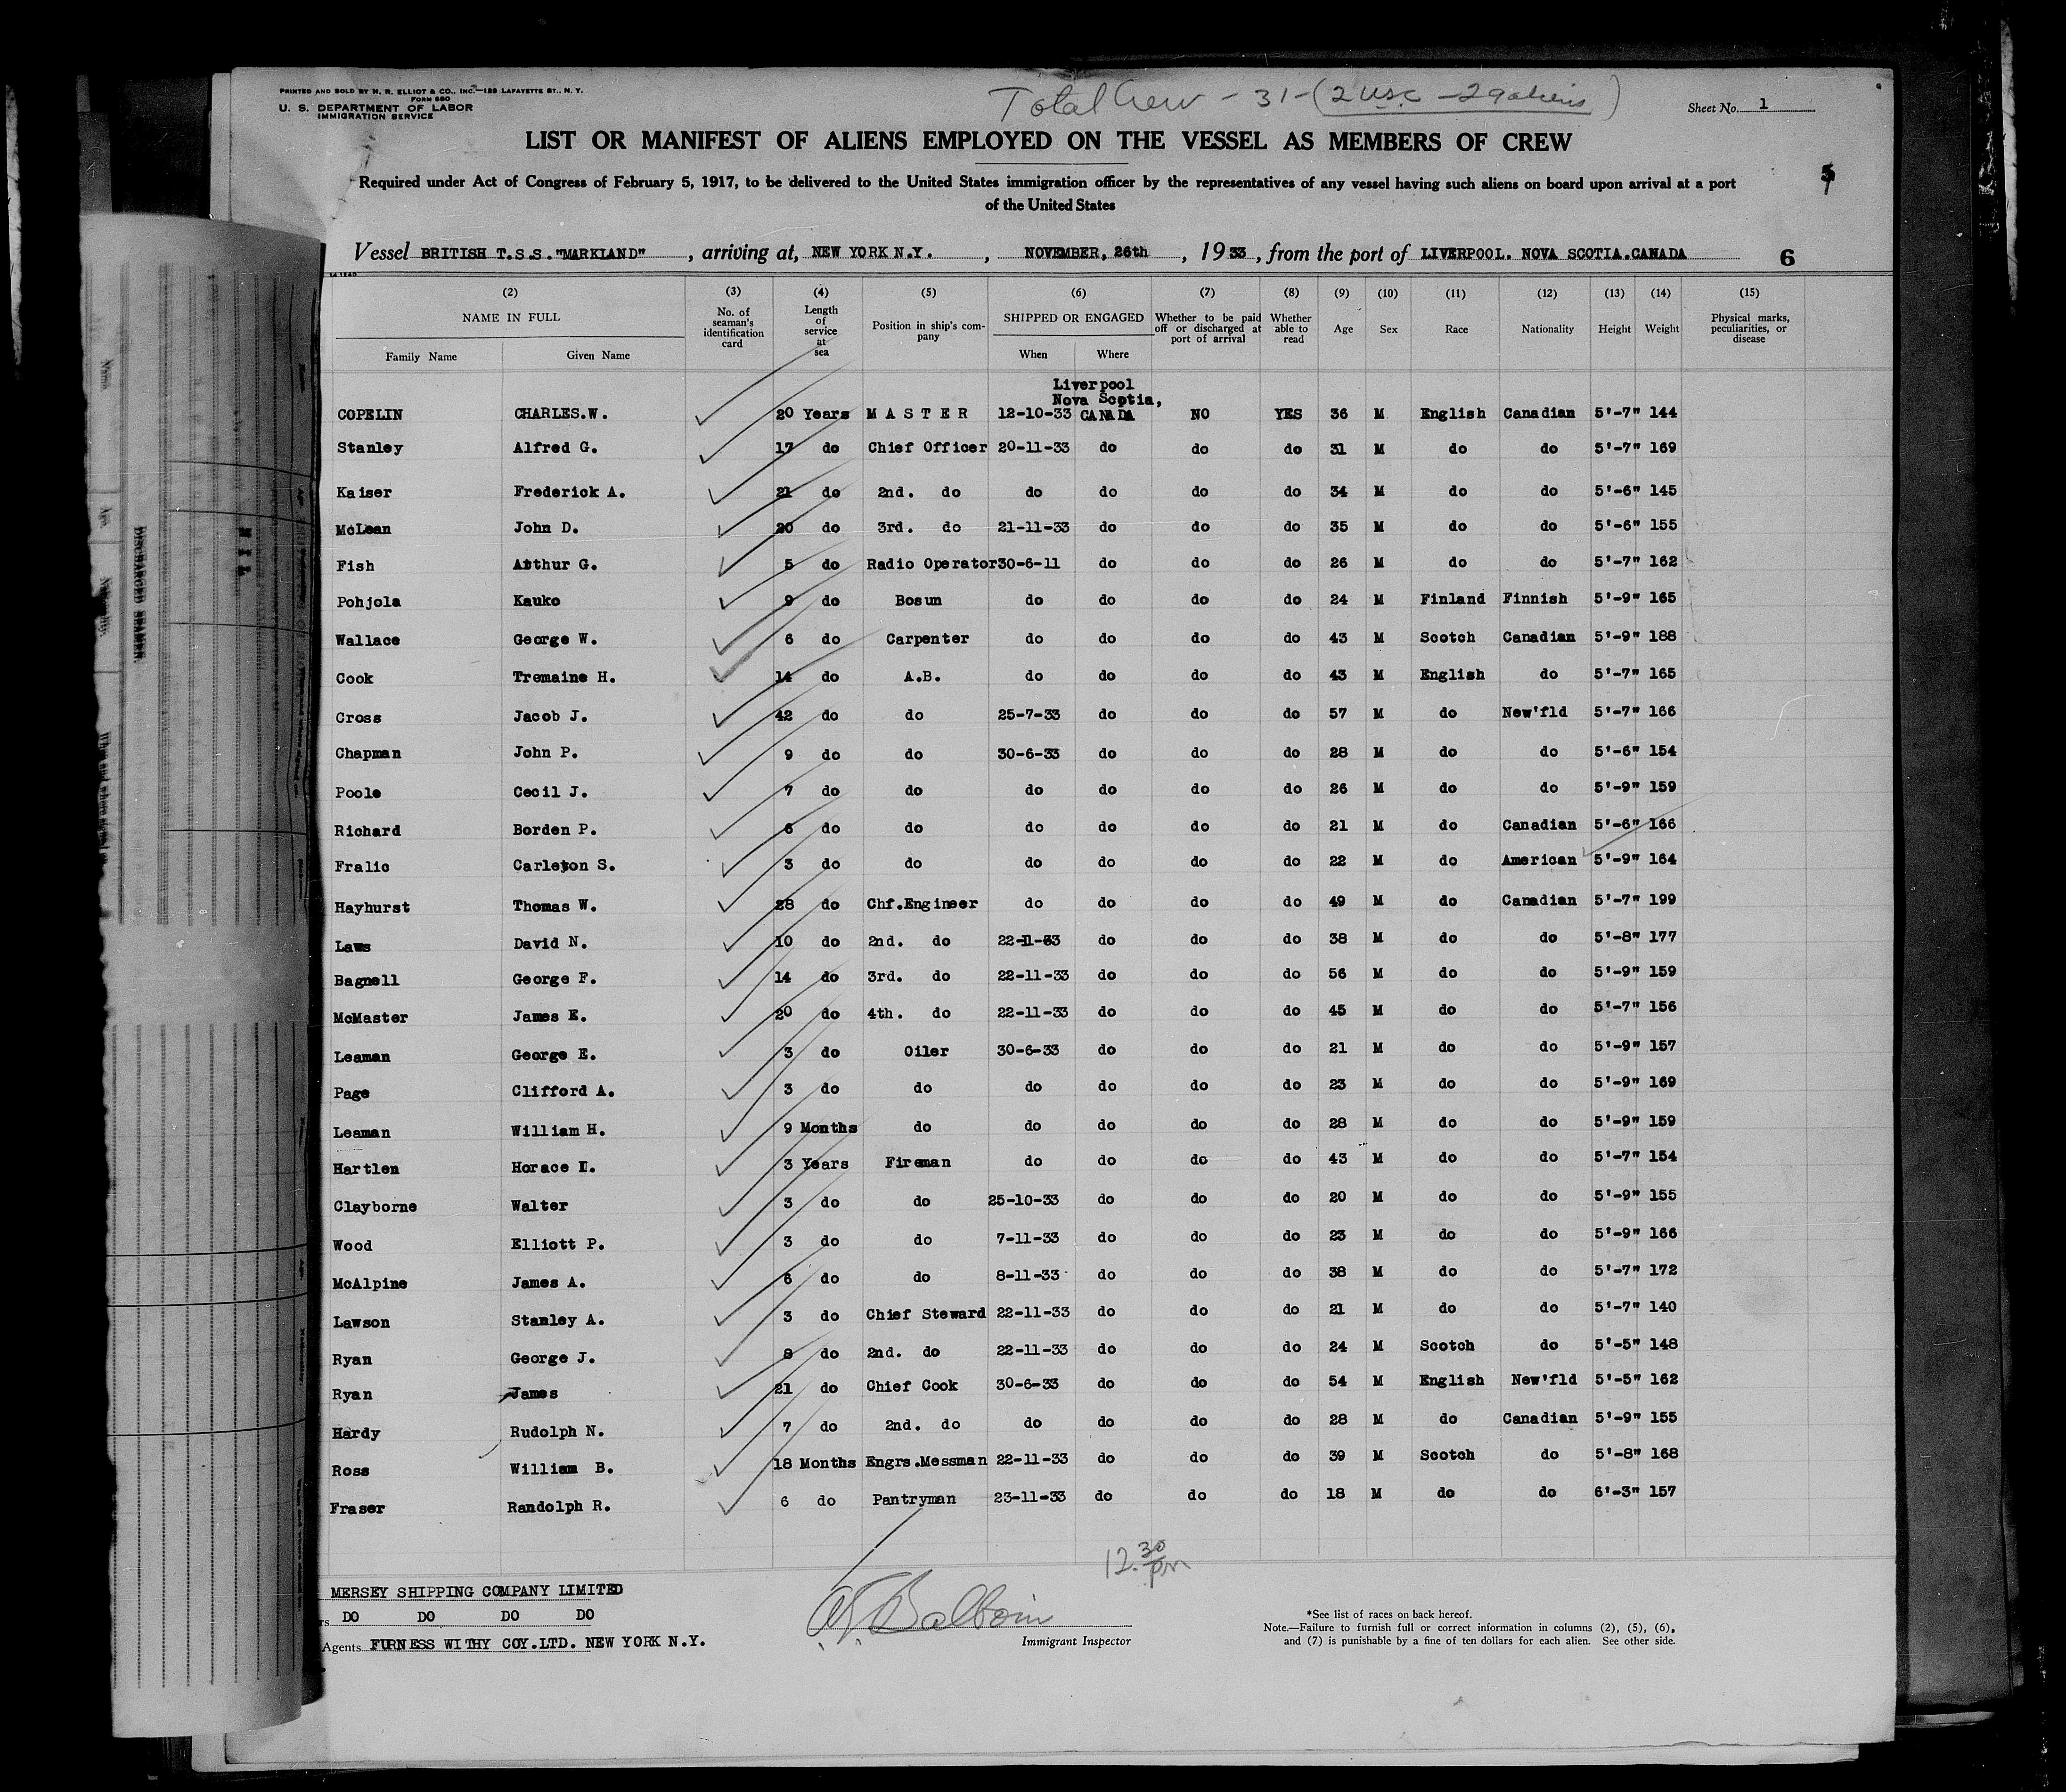 PRINTED AND SOLD BY H. R. ELLIOT & CO., INC.—129 LAFAYETTE ST., N. Y.
FORM 680
U. S. DEPARTMENT OF LABOR
IMMIGRATION SERVICE
Total Crew - 31 - (2 USC - 29 aliens)
Sheet No. 1
LIST OR MANIFEST OF ALIENS EMPLOYED ON THE VESSEL AS MEMBERS OF CREW
Required under Act of Congress of February 5, 1917, to be delivered to the United States immigration officer by the representatives of any vessel having such aliens on board upon arrival at a port
of the United States
Vessel BRITISH T.S.S."MARKLAND", arriving at, NEW YORK N.Y., NOVEMBER, 26th, 1933, from the port of LIVERPOOL. NOVA SCOTIA.CANADA 6
(2) (3) (4) (5) (6) (7) (8) (9) (10) (11) (12) (13) (14) (15)
NAME IN FULL No. of seaman's identification card Length of service at sea Position in ship's company SHIPPED OR ENGAGED Whether to be paid off or discharged at port of arrival Whether able to read Age Sex Race Nationality Height Weight Physical marks, peculiarities, or disease
Family Name Given Name When Where
Liverpool
Nova Scotia,
COPELIN CHARLES.W. 20 Years MASTER 12-10-33 CANADA NO YES 36 M English Canadian 5'-7" 144
Stanley Alfred G. 17 do Chief Officer 20-11-33 do do do 31 M do do 5'-7" 169
Kaiser Frederick A. 21 do 2nd. do do do do do 34 M do do 5'-6" 145
McLean John D. 20 do 3rd. do 21-11-33 do do do 35 M do do 5'-6" 155
Fish Arthur G. 5 do Radio Operator 30-6-11 do do do 26 M do do 5'-7" 162
Pohjola Kauko 9 do Bosun do do do do 24 M Finland Finnish 5'-9" 165
Wallace George W. 6 do Carpenter do do do do 43 M Scotch Canadian 5'-9" 188
Cook Tremaine H. 14 do A.B. do do do do 43 M English do 5'-7" 165
Cross Jacob J. 42 do do 25-7-33 do do do 57 M do New'fld 5'-7" 166
Chapman John P. 9 do do 30-6-33 do do do 28 M do do 5'-6" 154
Poole Cecil J. 7 do do do do do do 26 M do do 5'-9" 159
Richard Borden P. 6 do do do do do do 21 M do Canadian 5'-6" 166
Fralic Carleton S. 3 do do do do do do 22 M do American 5'-9" 164
Hayhurst Thomas W. 28 do Chf.Engineer do do do do 49 M do Canadian 5'-7" 199
Laws David N. 10 do 2nd. do 22-11-33 do do do 38 M do do 5'-8" 177
Bagnell George F. 14 do 3rd. do 22-11-33 do do do 56 M do do 5'-9" 159
McMaster James E. 20 do 4th. do 22-11-33 do do do 45 M do do 5'-7" 156
Leaman George E. 3 do Oiler 30-6-33 do do do 21 M do do 5'-9" 157
Page Clifford A. 3 do do do do do do 23 M do do 5'-9" 169
Leaman William H. 9 Months do do do do do 28 M do do 5'-9" 159
Hartlen Horace 3 Years Fireman do do do do 43 M do do 5'-7" 154
Clayborne Walter 3 do do 25-10-33 do do do 20 M do do 5'-9" 155
Wood Elliott P. 3 do do 7-11-33 do do do 23 M do do 5'-9" 166
McAlpine James A. 6 do do 8-11-33 do do do 38 M do do 5'-7" 172
Lawson Stanley A. 3 do Chief Steward 22-11-33 do do do 21 M do do 5'-7" 140
Ryan George J. 8 do 2nd. do 22-11-33 do do do 24 M Scotch do 5'-5" 148
Ryan James 21 do Chief Cook 30-6-33 do do do 54 M English New'fld 5'-5" 162
Hardy Rudolph N. 7 do 2nd. do do do do do 28 M do Canadian 5'-9" 155
Ross William B. 18 Months Engrs.Messman 22-11-33 do do do 39 M Scotch do 5'-8" 168
Fraser Randolph R. 6 do Pantryman 23-11-33 do do do 18 M do do 6'-3" 157
12.30 pm
MERSEY SHIPPING COMPANY LIMITED
DO DO DO DO
Agents FURNESS WITHY COY.LTD. NEW YORK N.Y.
Immigrant Inspector
*See list of races on back hereof.
Note.—Failure to furnish full or correct information in columns (2), (5), (6),
and (7) is punishable by a fine of ten dollars for each alien. See other side.
DISCHARGED SEAMEN
NIL